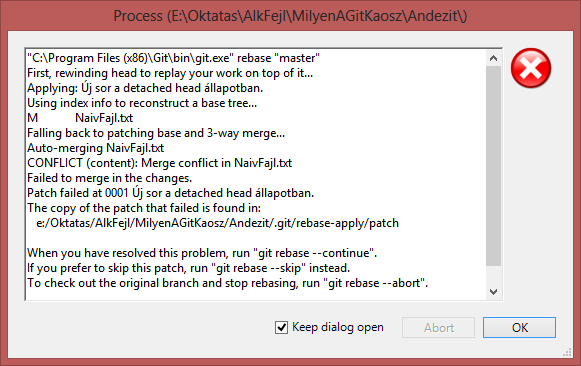 Process (E:\Oktatas\AlkFejl\MilyenAGitKaosz\Andezit\)
"C:\Program Files (x86)\Git\bin\git.exe" rebase "master"
First, rewinding head to replay your work on top of it...
Applying: Új sor a detached head állapotban.
Using index info to reconstruct a base tree...
M NaivFajl.txt
Falling back to patching base and 3-way merge...
Auto-merging NaivFajl.txt
CONFLICT (content): Merge conflict in NaivFajl.txt
Failed to merge in the changes.
Patch failed at 0001 Új sor a detached head állapotban.
The copy of the patch that failed is found in:
e:/Oktatas/AlkFejl/MilyenAGitKaosz/Andezit/.git/rebase-apply/patch
When you have resolved this problem, run "git rebase --continue".
If you prefer to skip this patch, run "git rebase --skip" instead.
To check out the original branch and stop rebasing, run "git rebase --abort".
Keep dialog open
Abort
OK